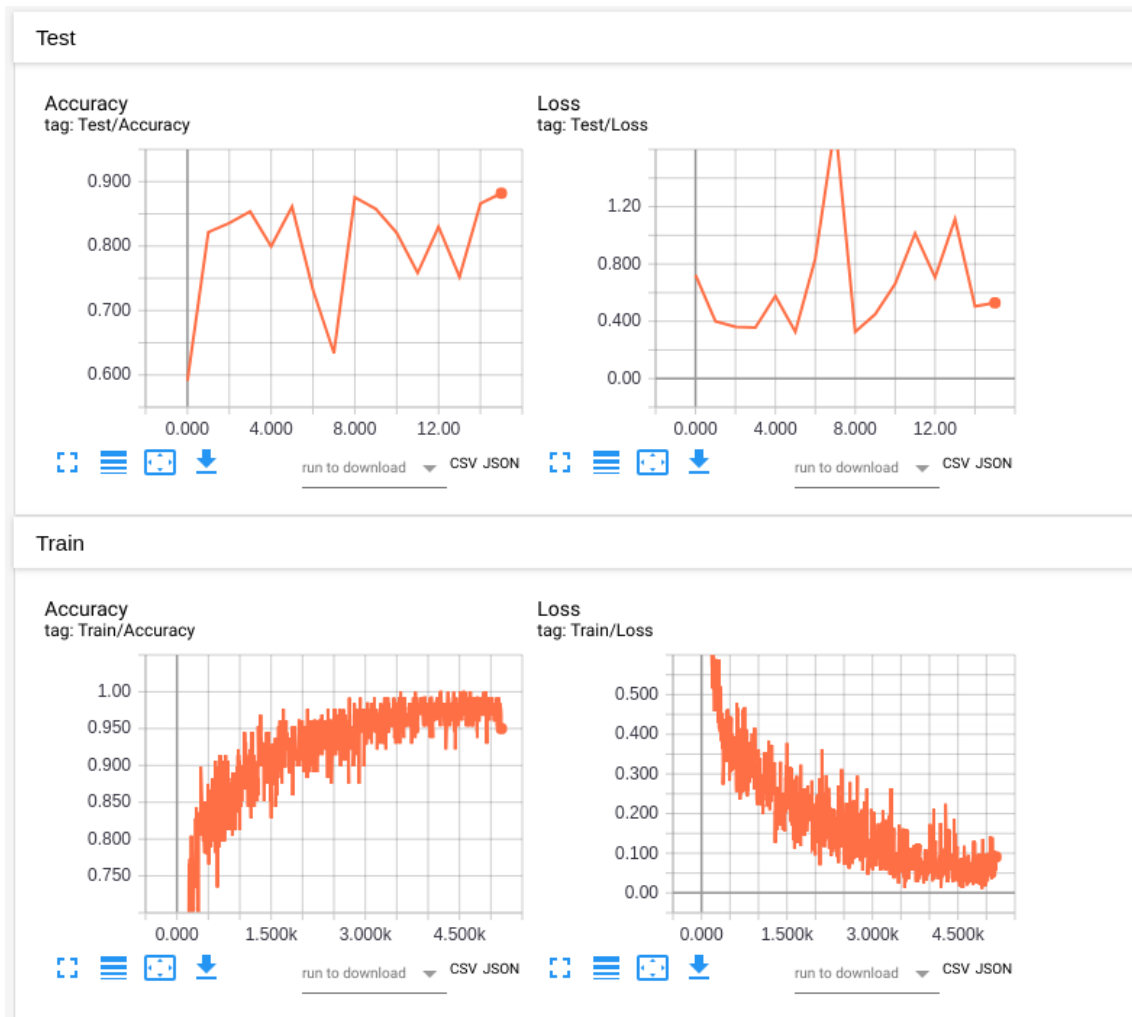 Test
Accuracy
tag: Test/Accuracy
0.900
0.800
0.700
0.600
0.000 4.000 8.000 12.00
run to download CSV JSON
Loss
tag: Test/Loss
1.20
0.800
0.400
0.00
0.000 4.000 8.000 12.00
run to download CSV JSON
Train
Accuracy
tag: Train/Accuracy
1.00
0.950
0.900
0.850
0.800
0.750
0.000 1.500k 3.000k 4.500k
run to download CSV JSON
Loss
tag: Train/Loss
0.500
0.400
0.300
0.200
0.100
0.00
0.000 1.500k 3.000k 4.500k
run to download CSV JSON